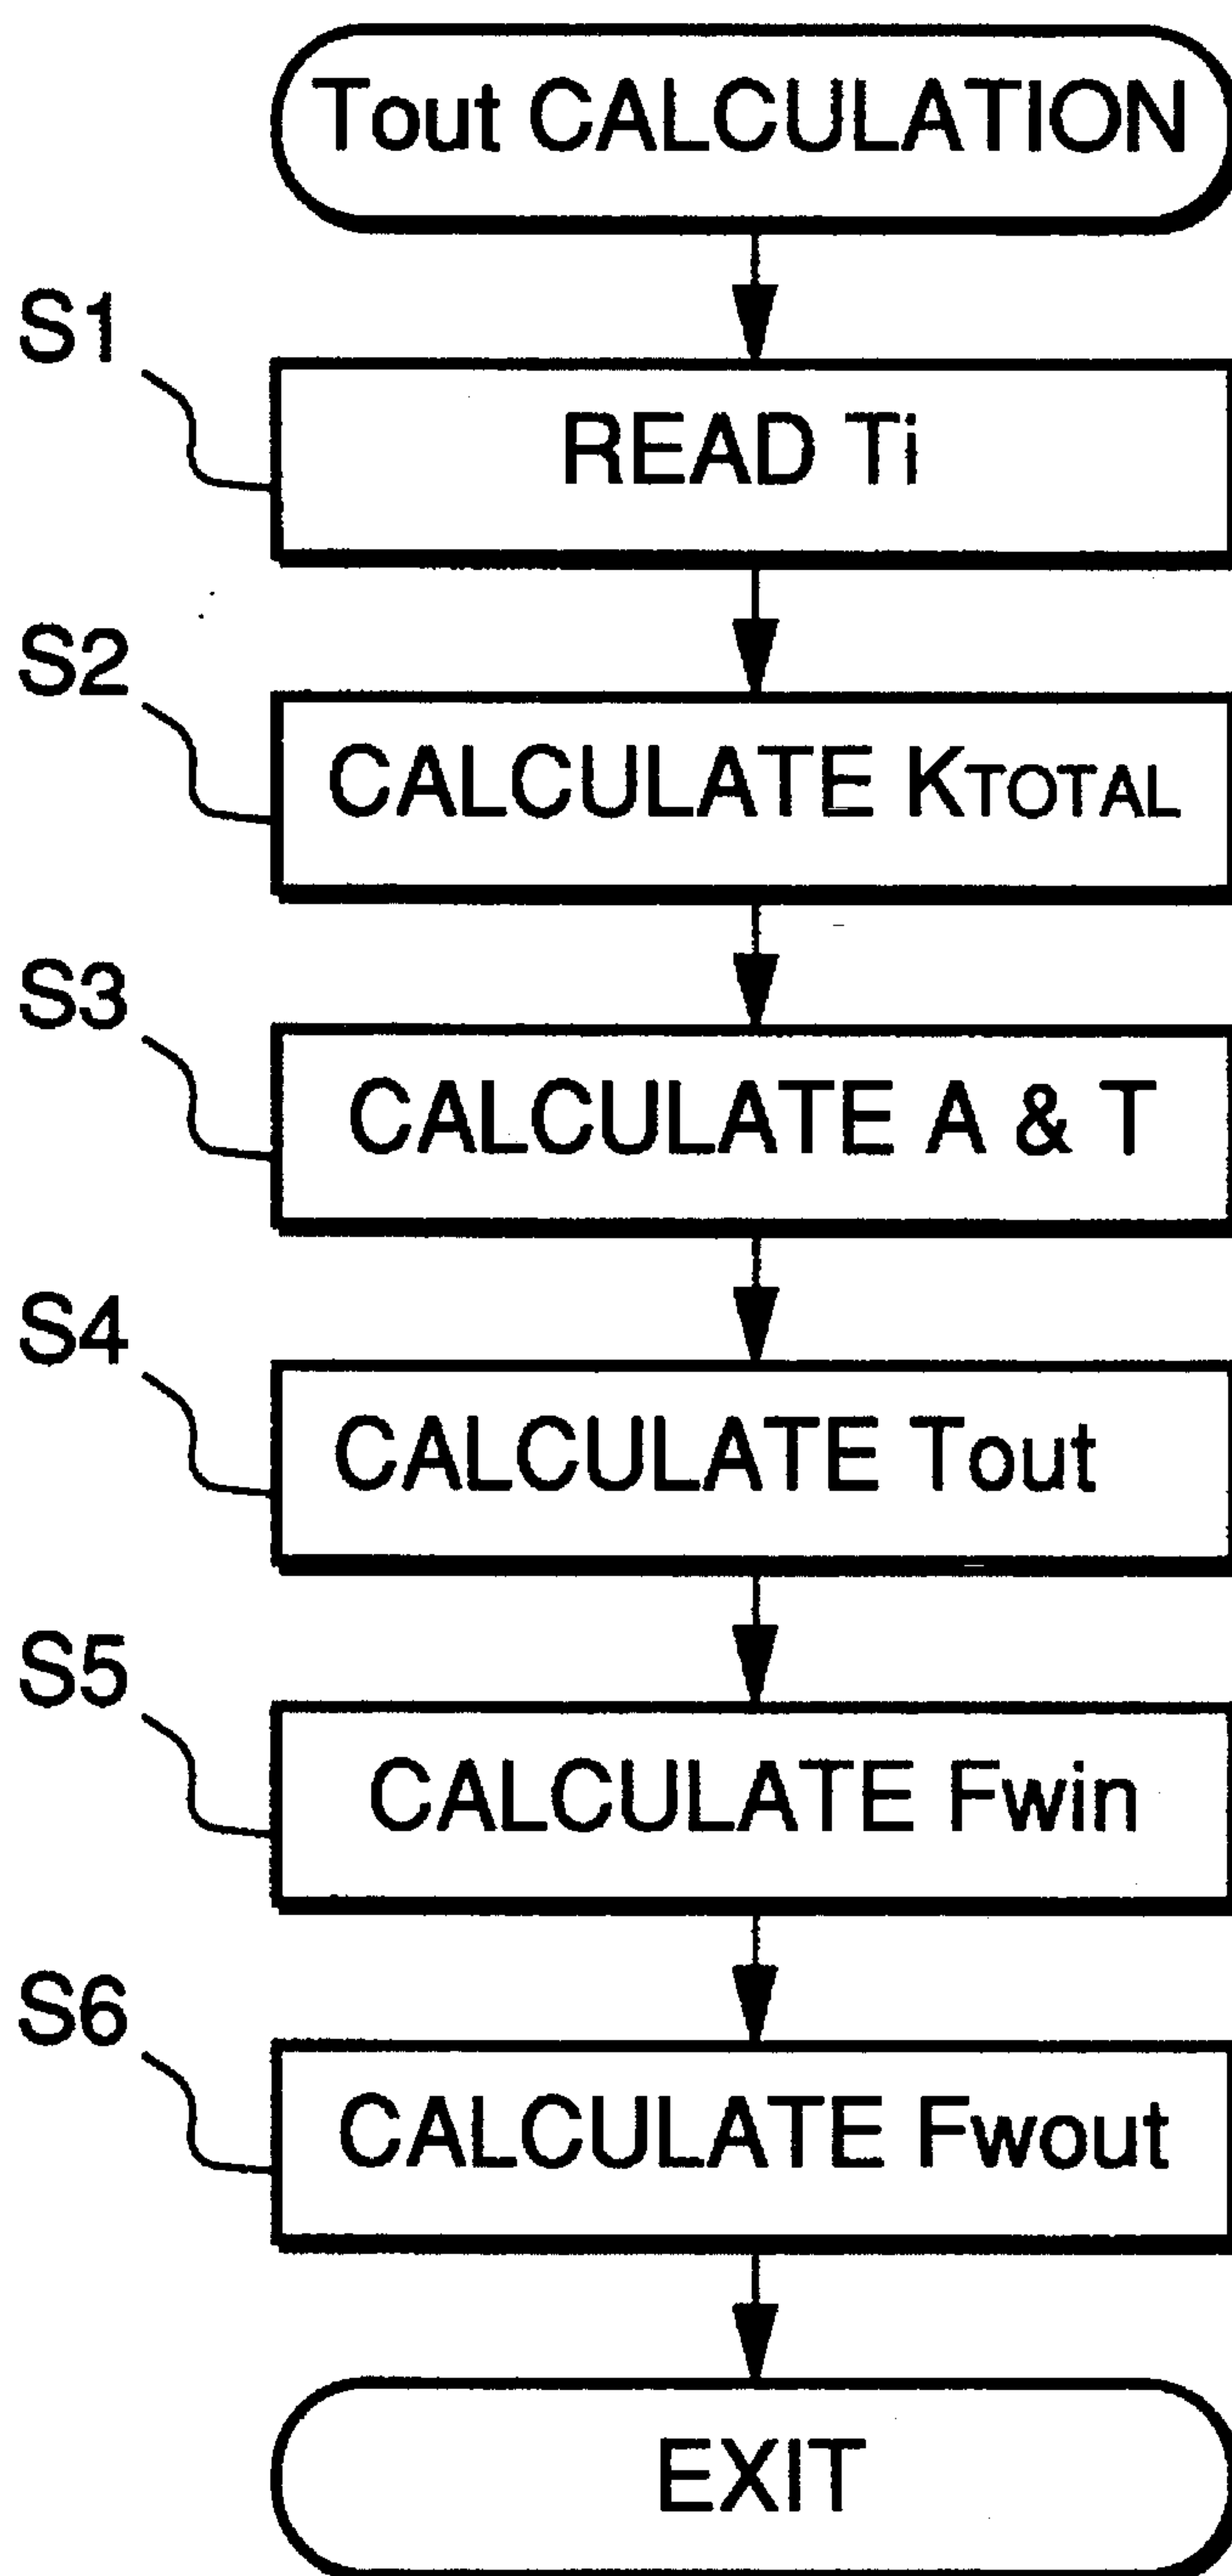 Tout CALCULATION
S1
READ Ti
S2
CALCULATE KTOTAL
S3
CALCULATE A & T
S4
CALCULATE Tout
S5
CALCULATE Fwin
S6
CALCULATE Fwout
EXIT